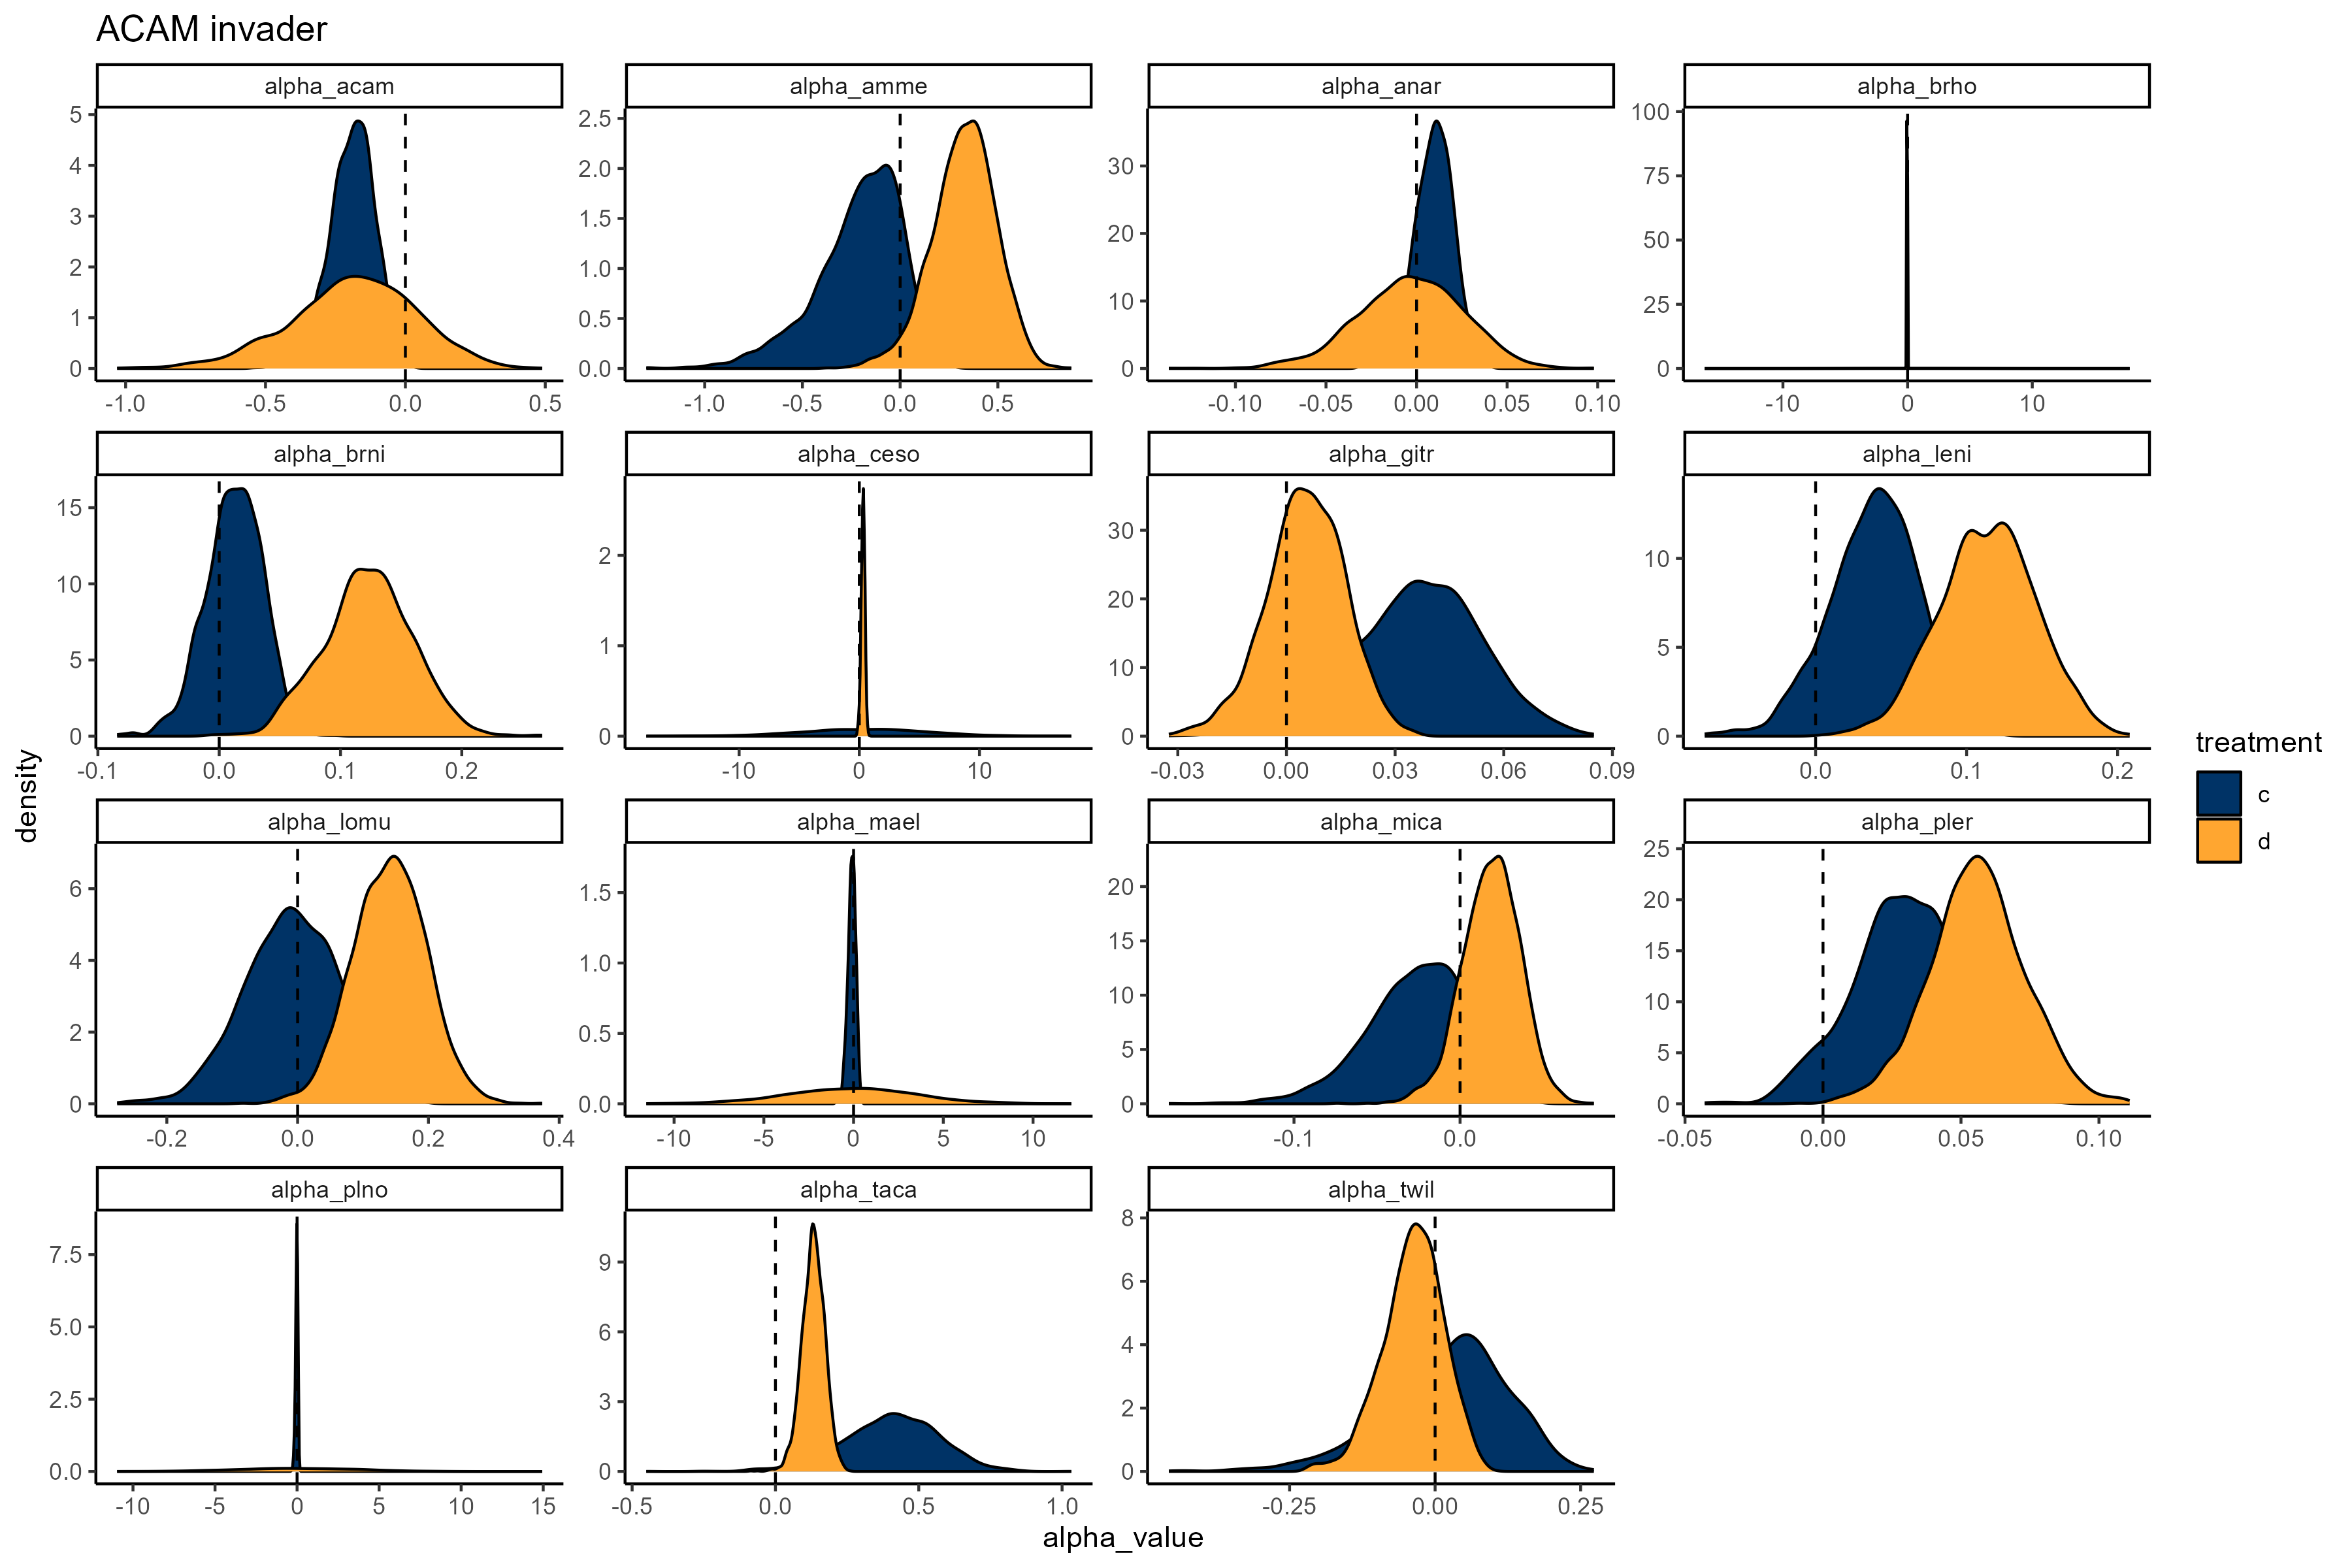 ACAM invader
alpha_acam alpha_amme alpha_anar alpha_brho
5 4 3 2 1 0
-1.0 -0.5 0.0 0.5
2.5 2.0 1.5 1.0 0.5 0.0
-1.0 -0.5 0.0 0.5
30 20 10 0
-0.10 -0.05 0.00 0.05 0.10
100 75 50 25 0
-10 0 10
alpha_brni alpha_ceso alpha_gitr alpha_leni
15 10 5 0
-0.1 0.0 0.1 0.2
2 1 0
-10 0 10
30 20 10 0
-0.03 0.00 0.03 0.06 0.09
10 5 0
0.0 0.1 0.2
alpha_lomu alpha_mael alpha_mica alpha_pler
6 4 2 0
-0.2 0.0 0.2 0.4
1.5 1.0 0.5 0.0
-10 -5 0 5 10
20 15 10 5 0
-0.1 0.0
25 20 15 10 5 0
-0.05 0.00 0.05 0.10
alpha_plno alpha_taca alpha_twil
7.5 5.0 2.5 0.0
-10 -5 0 5 10 15
9 6 3 0
-0.5 0.0 0.5 1.0
8 6 4 2 0
-0.25 0.00 0.25
density
alpha_value
treatment
c
d